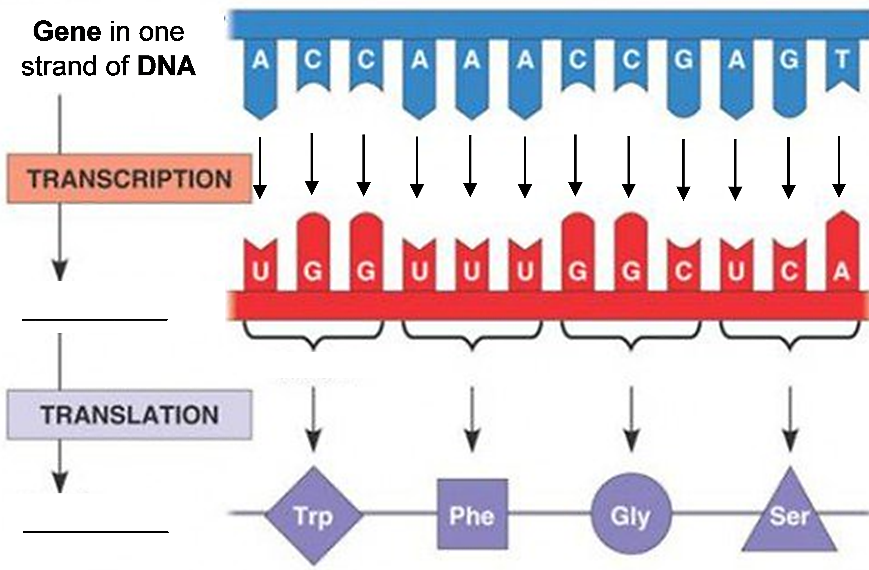 Gene in one
strand of DNA
A C C A A A C C G A G T
TRANSCRIPTION
U G G U U U G G C U C A
TRANSLATION
Trp Phe Gly Ser